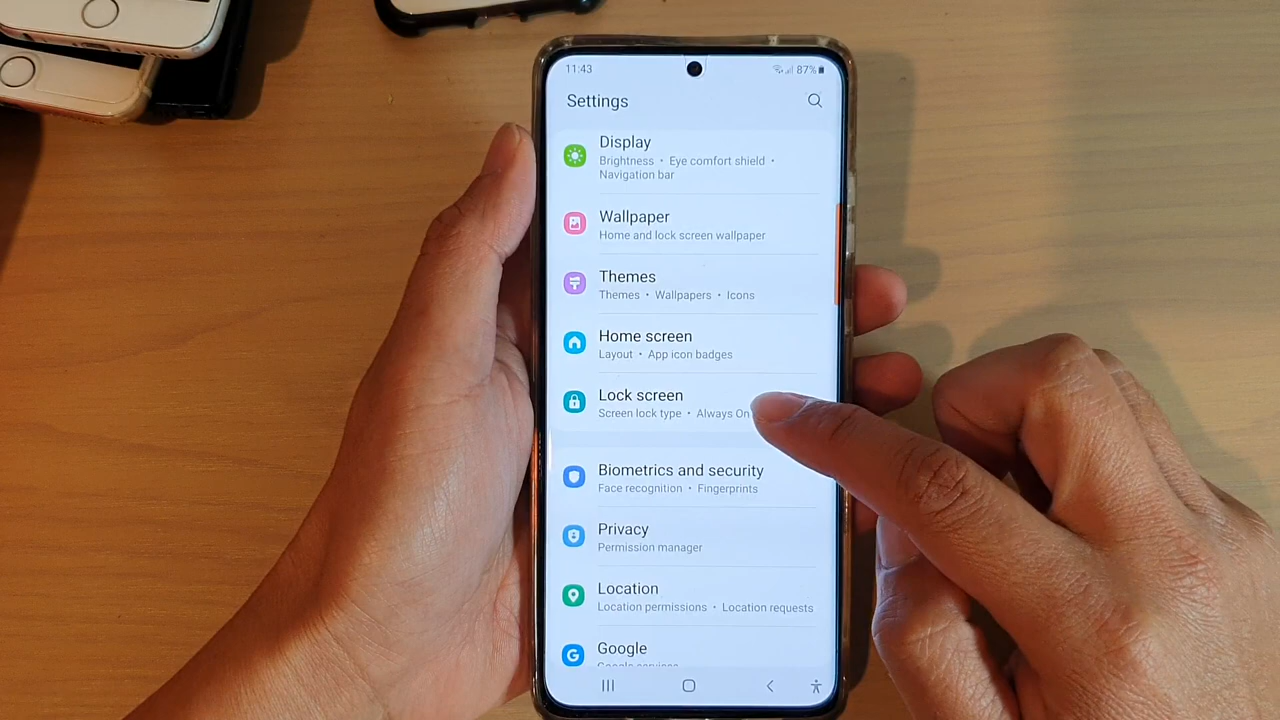 11:43
87%
Settings
Display
Brightness • Eye comfort shield •
Navigation bar
Wallpaper
Home and lock screen wallpaper
Themes
Themes • Wallpapers • Icons
Home screen
Layout • App icon badges
Lock screen
Screen lock type • Always On
Biometrics and security
Face recognition • Fingerprints
Privacy
Permission manager
Location
Location permissions • Location requests
Google
Google services